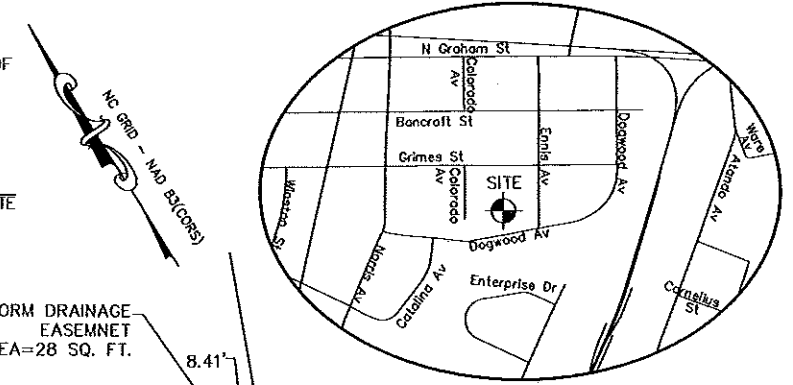 OF
TE
NC GRID - NAD 83(CORS)
ORM DRAINAGE
EASEMNET
EA=28 SQ. FT.
8.41'
N Graham St
Colorado
Av
Bancroft St
Ennis Av
Dogwood Av
Grimes St
Colorado
Av
SITE
Winston St
Dogwood Av
Norris Av
Catalina Av
Enterprise Dr
Ware
Av
Atando Av
Cornelius
St